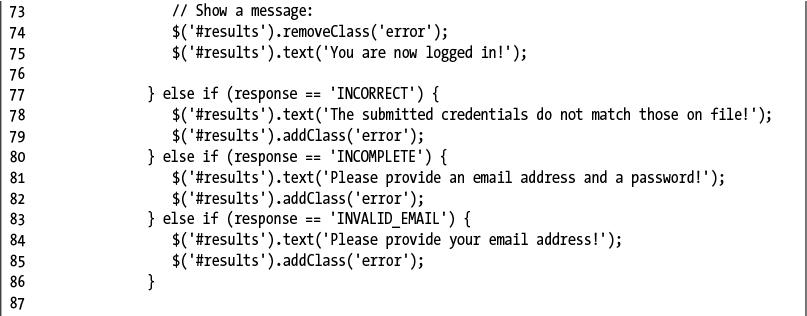 73 // Show a message:
74 $('#results').removeClass('error');
75 $('#results').text('You are now logged in!');
76
77 } else if (response == 'INCORRECT') {
78 $('#results').text('The submitted credentials do not match those on file!');
79 $('#results').addClass('error');
80 } else if (response == 'INCOMPLETE') {
81 $('#results').text('Please provide an email address and a password!');
82 $('#results').addClass('error');
83 } else if (response == 'INVALID_EMAIL') {
84 $('#results').text('Please provide your email address!');
85 $('#results').addClass('error');
86 }
87